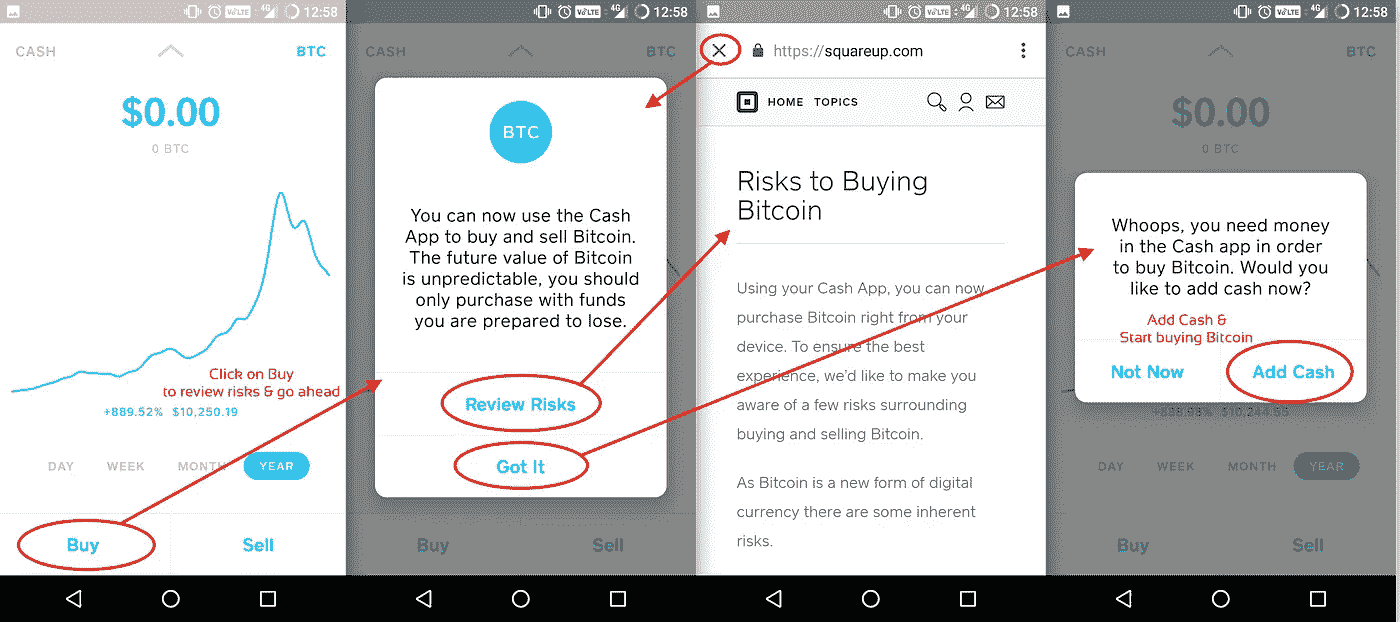 VoLTE 4G 12:58
CASH BTC
$0.00
0 BTC
Click on Buy
to review risks & go ahead
+889.52% $10,250.19
DAY WEEK MONTH YEAR
Buy Sell
VoLTE 4G 12:58
CASH BTC
BTC
You can now use the Cash
App to buy and sell Bitcoin.
The future value of Bitcoin
is unpredictable, you should
only purchase with funds
you are prepared to lose.
Review Risks
Got It
Buy Sell
VoLTE 4G 12:58
https://squareup.com
HOME TOPICS
Risks to Buying
Bitcoin
Using your Cash App, you can now
purchase Bitcoin right from your
device. To ensure the best
experience, we'd like to make you
aware of a few risks surrounding
buying and selling Bitcoin.
As Bitcoin is a new form of digital
currency there are some inherent
risks.
VoLTE 4G 12:58
CASH BTC
$0.00
0 BTC
Whoops, you need money
in the Cash app in order
to buy Bitcoin. Would you
like to add cash now?
Add Cash &
Start buying Bitcoin
Not Now Add Cash
DAY WEEK MONTH YEAR
Buy Sell